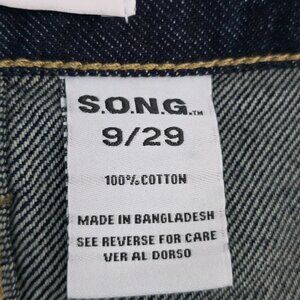 S.O.N.G.™
9/29
100% COTTON
MADE IN BANGLADESH
SEE REVERSE FOR CARE
VER AL DORSO